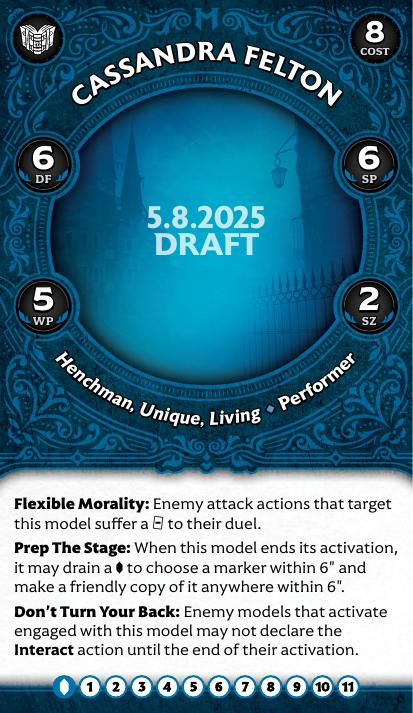 8
COST
CASSANDRA FELTON
6
DF
6
SP
5.8.2025
DRAFT
5
WP
2
SZ
Henchman, Unique, Living ⬥ Performer
Flexible Morality: Enemy attack actions that target
this model suffer a to their duel.
Prep The Stage: When this model ends its activation,
it may drain a to choose a marker within 6" and
make a friendly copy of it anywhere within 6".
Don't Turn Your Back: Enemy models that activate
engaged with this model may not declare the
Interact action until the end of their activation.
1 2 3 4 5 6 7 8 9 10 11